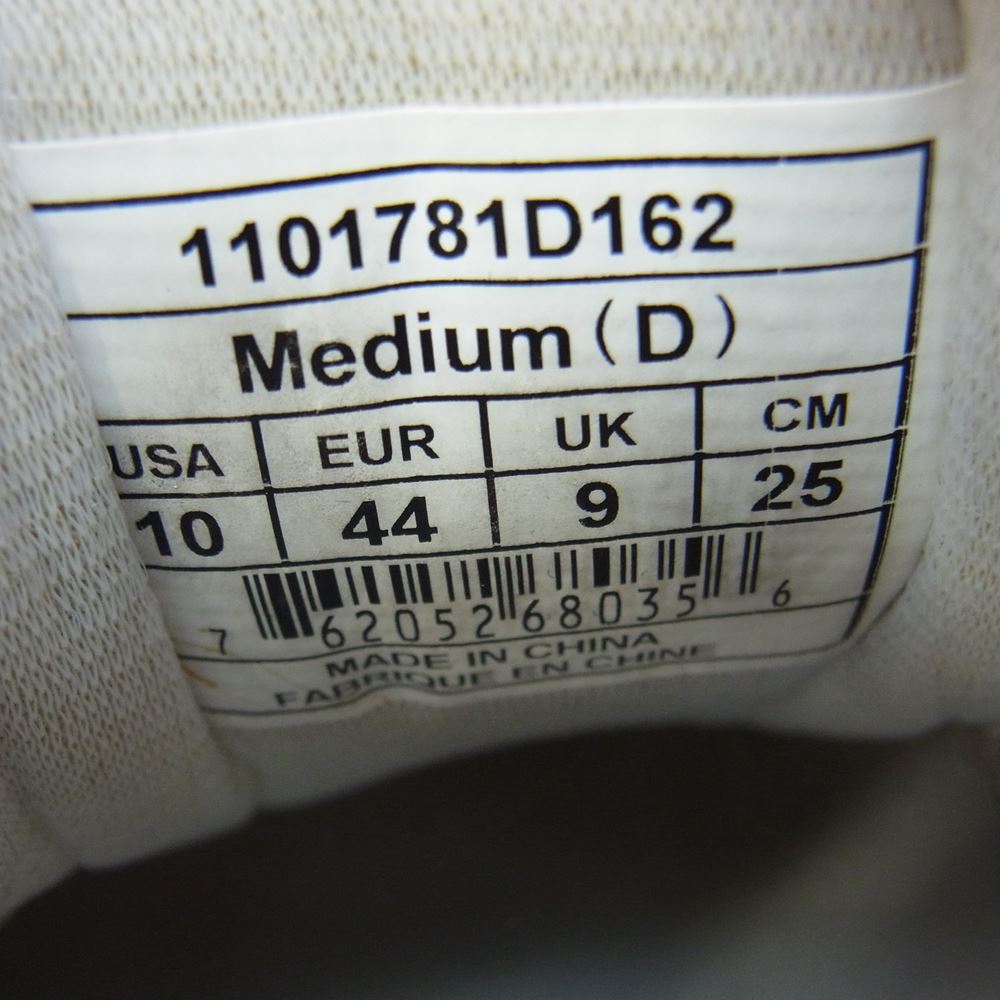 1101781D162
Medium (D)
USA EUR UK CM
10 44 9 25
7 62052 68035 6
MADE IN CHINA
FABRIQUE EN CHINE